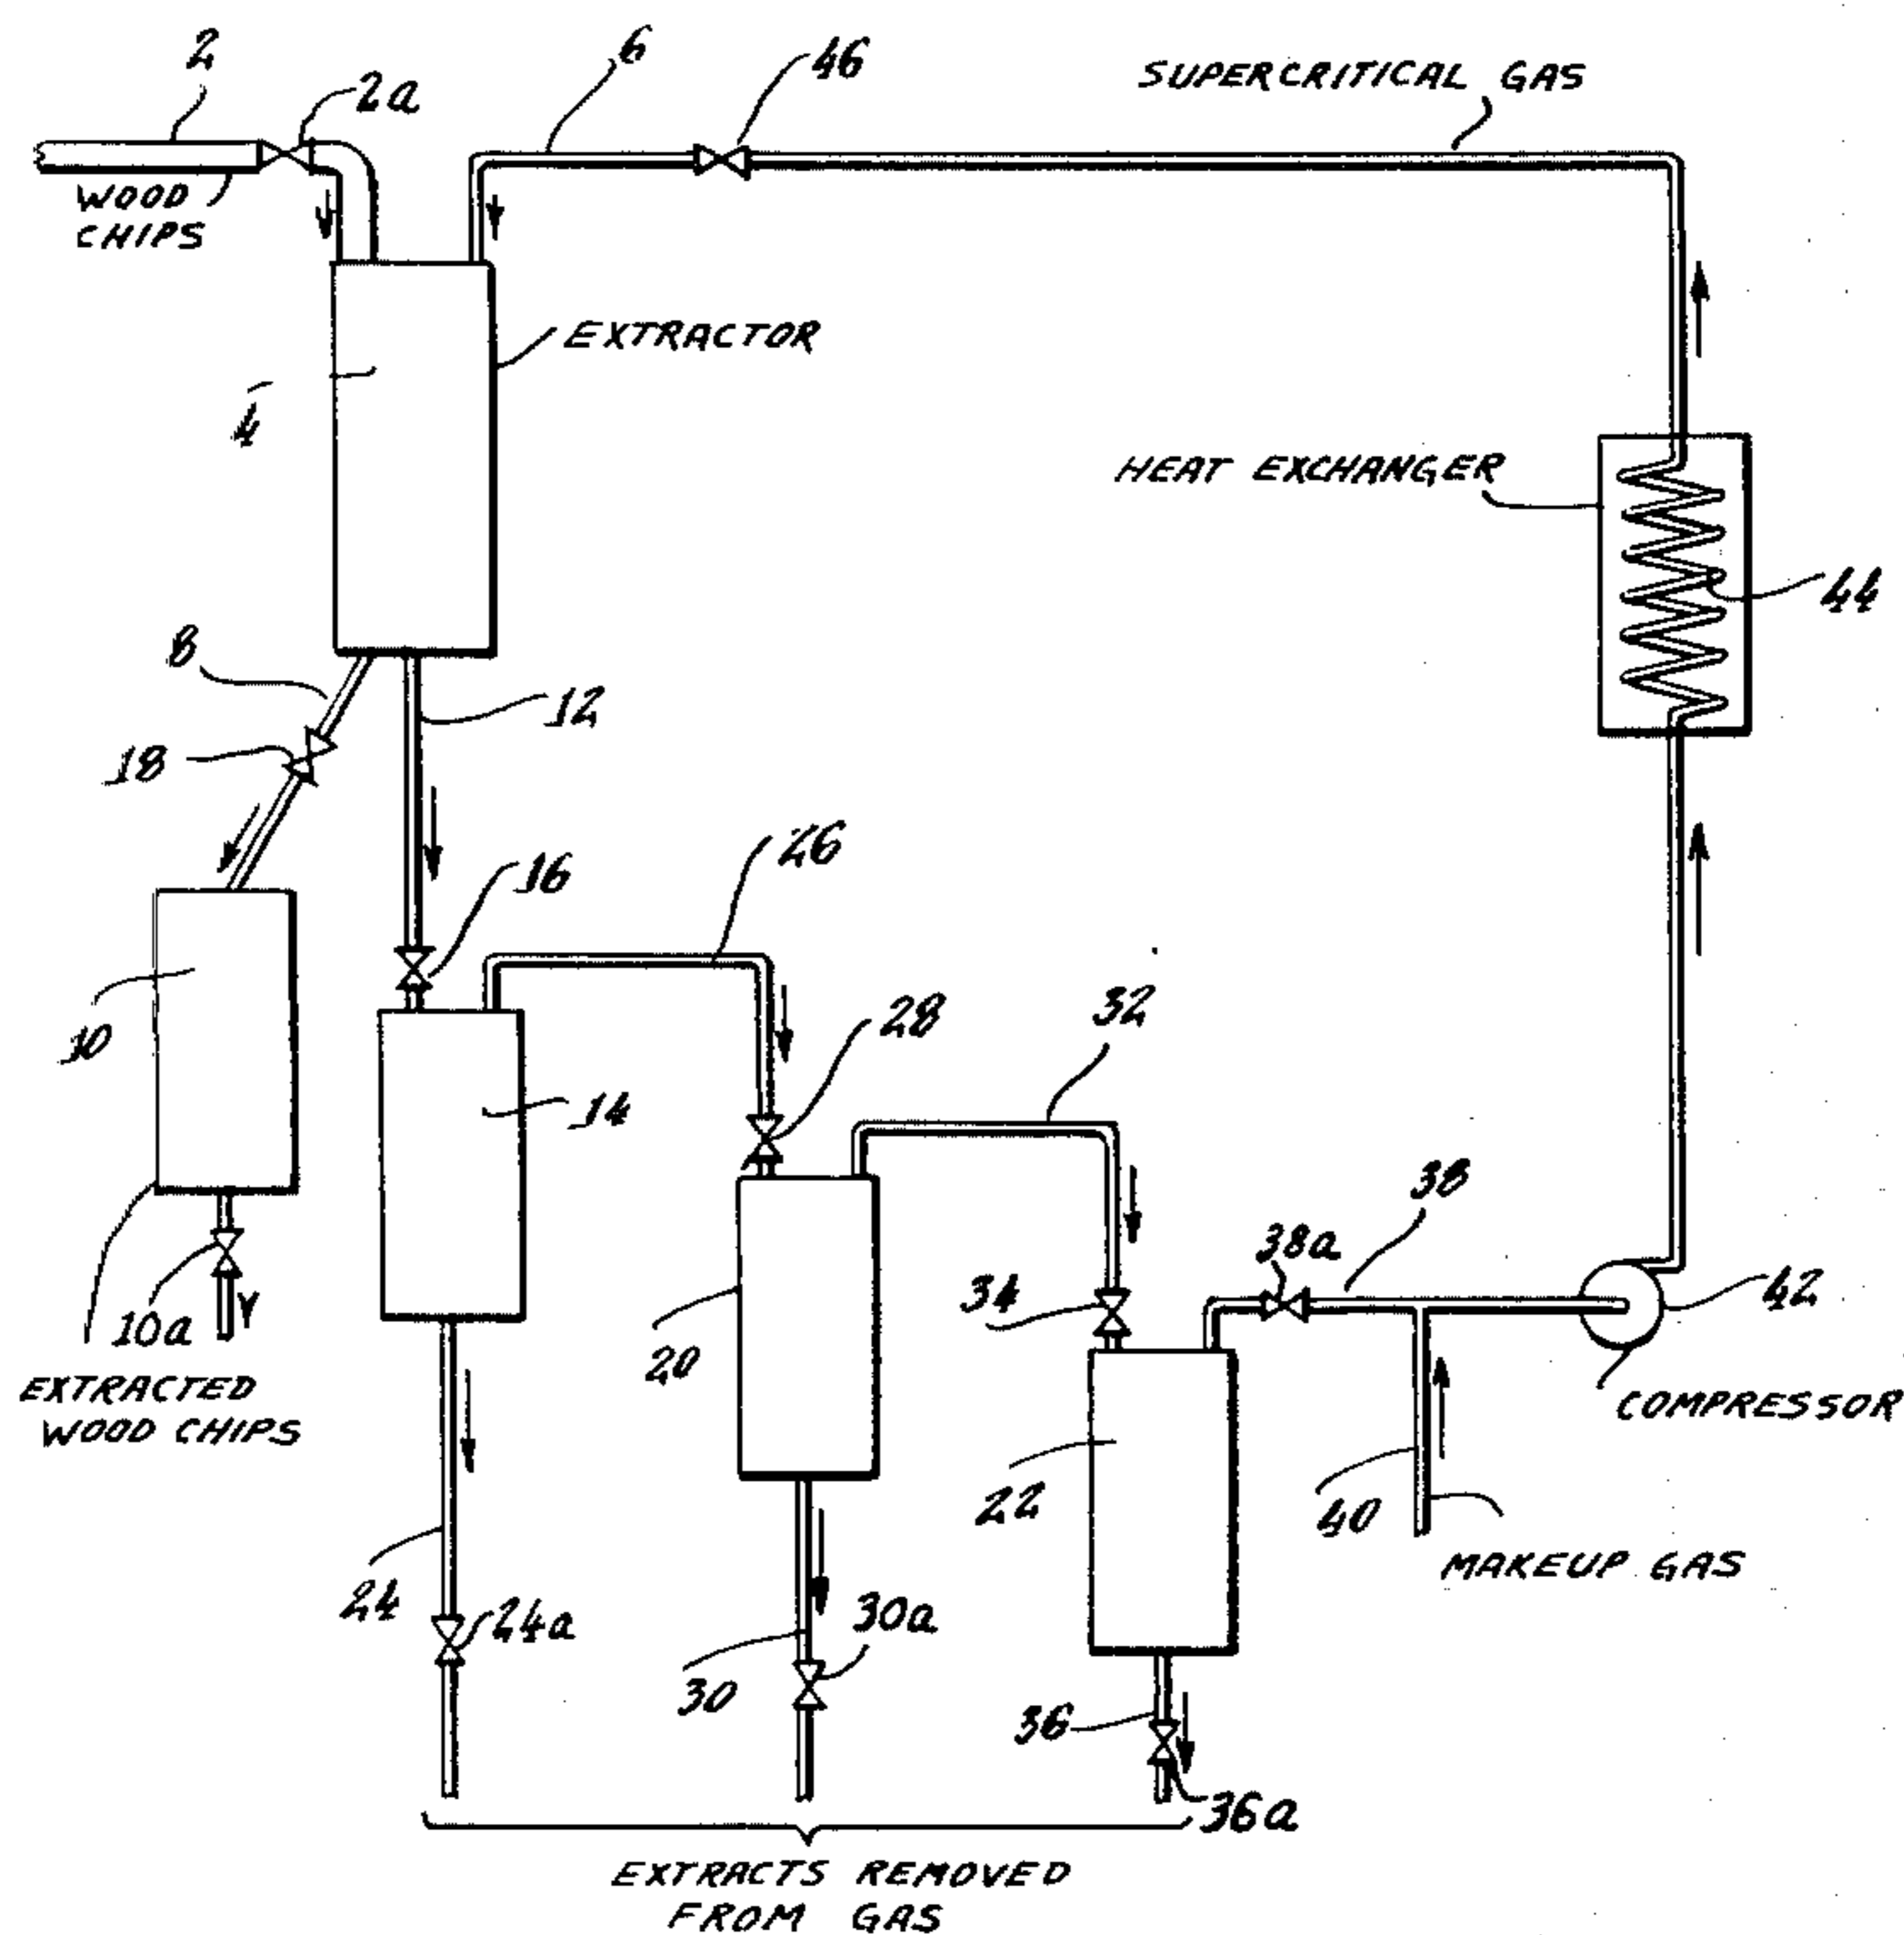 2
2a
6
46
SUPERCRITICAL GAS
WOOD
CHIPS
EXTRACTOR
4
HEAT EXCHANGER
44
8
12
18
26
16
10
28
32
14
38
38a
34
42
10a
20
COMPRESSOR
EXTRACTED
WOOD CHIPS
22
40
MAKEUP GAS
24
24a
30a
30
36
36a
EXTRACTS REMOVED
FROM GAS